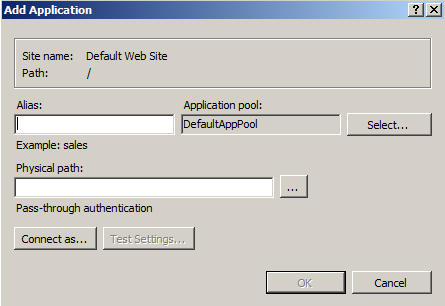 Add Application
Site name: Default Web Site
Path: /
Alias: Application pool:
DefaultAppPool Select...
Example: sales
Physical path:
...
Pass-through authentication
Connect as... Test Settings...
OK Cancel